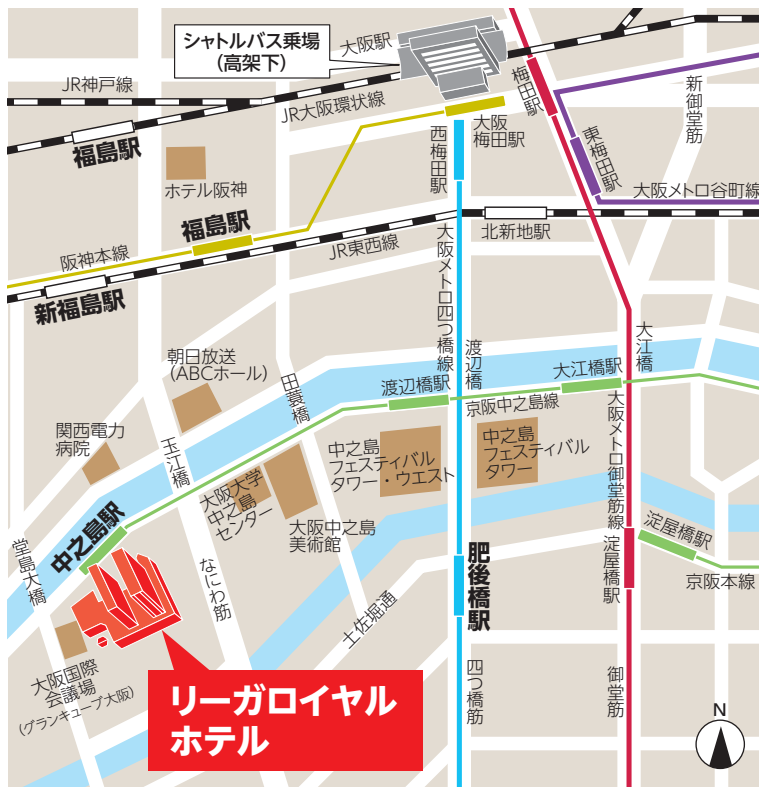 シャトルバス乗場
(高架下)
大阪駅
JR神戸線
JR大阪環状線
梅田駅
新御堂筋
福島駅
大阪
梅田駅
西梅田駅
東梅田駅
ホテル阪神
大阪メトロ谷町線
福島駅
北新地駅
阪神本線
JR東西線
新福島駅
大阪メトロ四つ橋線
朝日放送
(ABCホール)
田蓑橋
渡辺橋
大江橋
渡辺橋駅
大江橋駅
京阪中之島線
関西電力
病院
玉江橋
中之島
フェスティバル
タワー・ウエスト
中之島
フェスティバル
タワー
大阪メトロ御堂筋線
大阪大学
中之島
センター
大阪中之島
美術館
中之島駅
堂島大橋
なにわ筋
肥後橋駅
淀屋橋駅
淀屋橋駅
京阪本線
土佐堀通
大阪国際
会議場
(グランキューブ大阪)
四つ橋筋
御堂筋
リーガロイヤル
ホテル
N